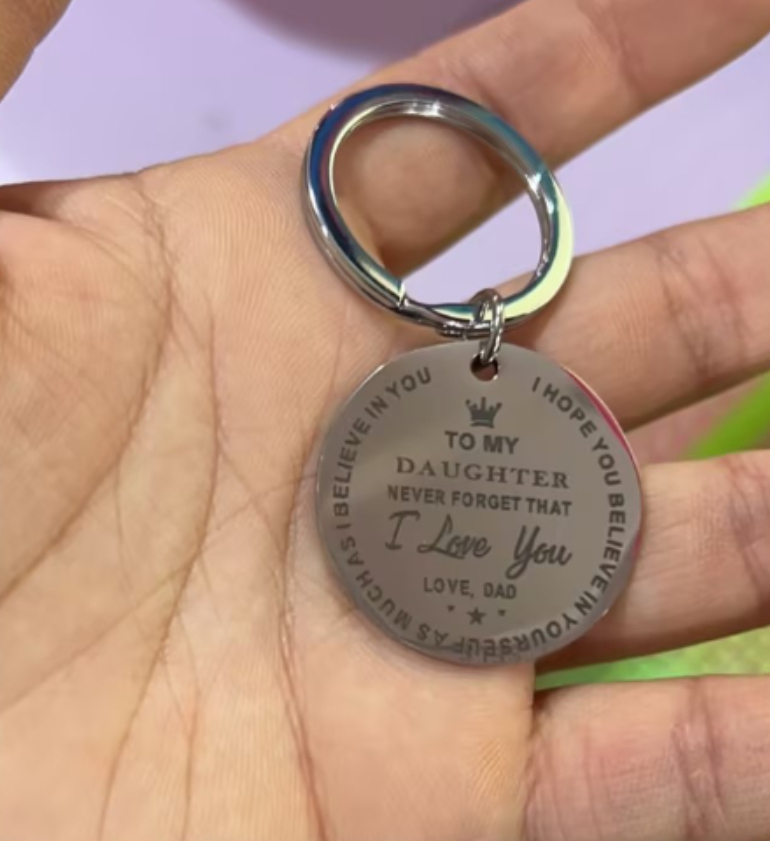 I HOPE YOU BELIEVE IN YOURSELF AS MUCH AS I BELIEVE IN YOU
TO MY
DAUGHTER
NEVER FORGET THAT
I Love You
LOVE, DAD